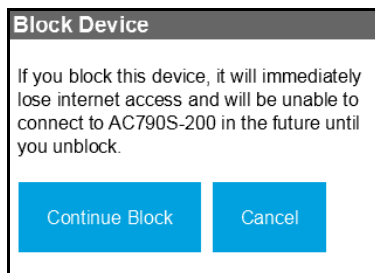 Block Device
If you block this device, it will immediately
lose internet access and will be unable to
connect to AC790S-200 in the future until
you unblock.
Continue Block
Cancel